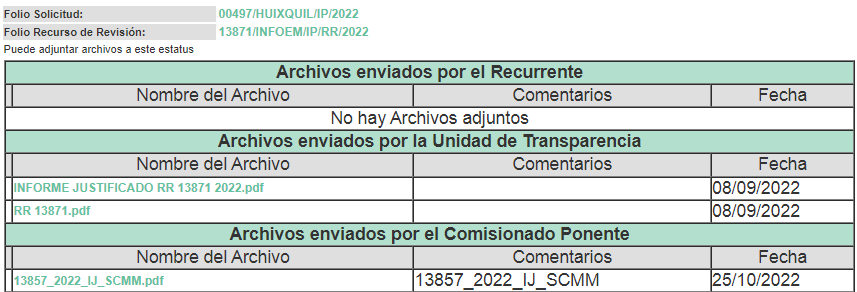 Folio Solicitud: 00497/HUIXQUIL/IP/2022
Folio Recurso de Revisión: 13871/INFOEM/IP/RR/2022
Puede adjuntar archivos a este estatus
Archivos enviados por el Recurrente
Nombre del Archivo Comentarios Fecha
No hay Archivos adjuntos
Archivos enviados por la Unidad de Transparencia
Nombre del Archivo Comentarios Fecha
INFORME JUSTIFICADO RR 13871 2022.pdf 08/09/2022
RR 13871.pdf 08/09/2022
Archivos enviados por el Comisionado Ponente
Nombre del Archivo Comentarios Fecha
13857_2022_IJ_SCMM.pdf 13857_2022_IJ_SCMM 25/10/2022